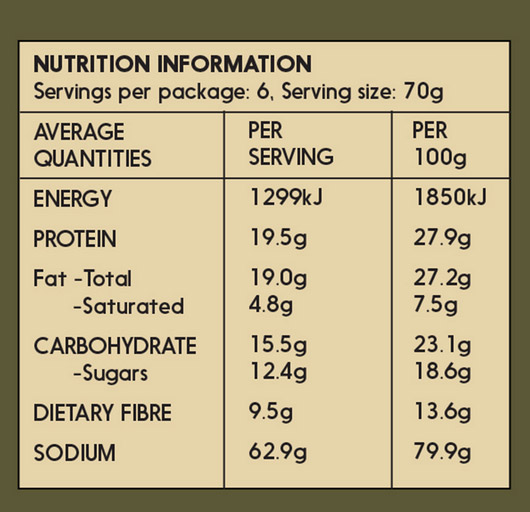 NUTRITION INFORMATION
Servings per package: 6, Serving size: 70g
AVERAGE QUANTITIES PER SERVING PER 100g
ENERGY 1299kJ 1850kJ
PROTEIN 19.5g 27.9g
Fat -Total 19.0g 27.2g
-Saturated 4.8g 7.5g
CARBOHYDRATE 15.5g 23.1g
-Sugars 12.4g 18.6g
DIETARY FIBRE 9.5g 13.6g
SODIUM 62.9g 79.9g